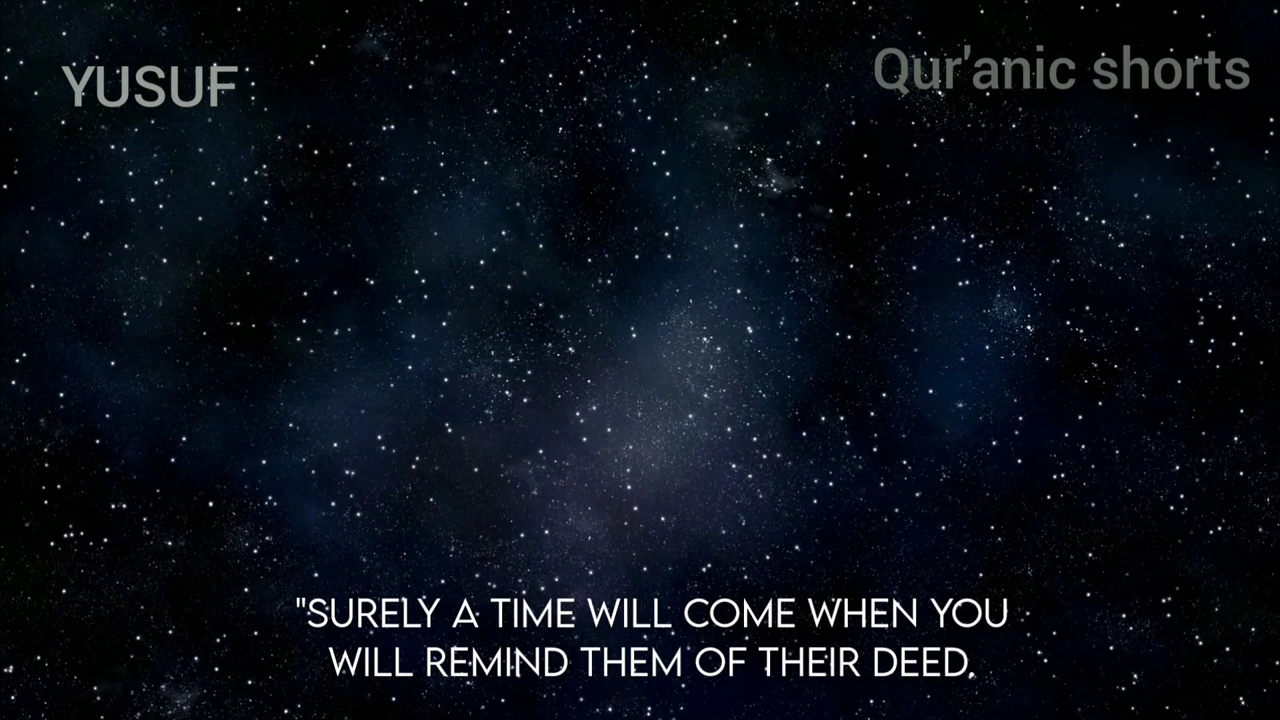 YUSUF
Qur'anic shorts
"SURELY A TIME WILL COME WHEN YOU
WILL REMIND THEM OF THEIR DEED,